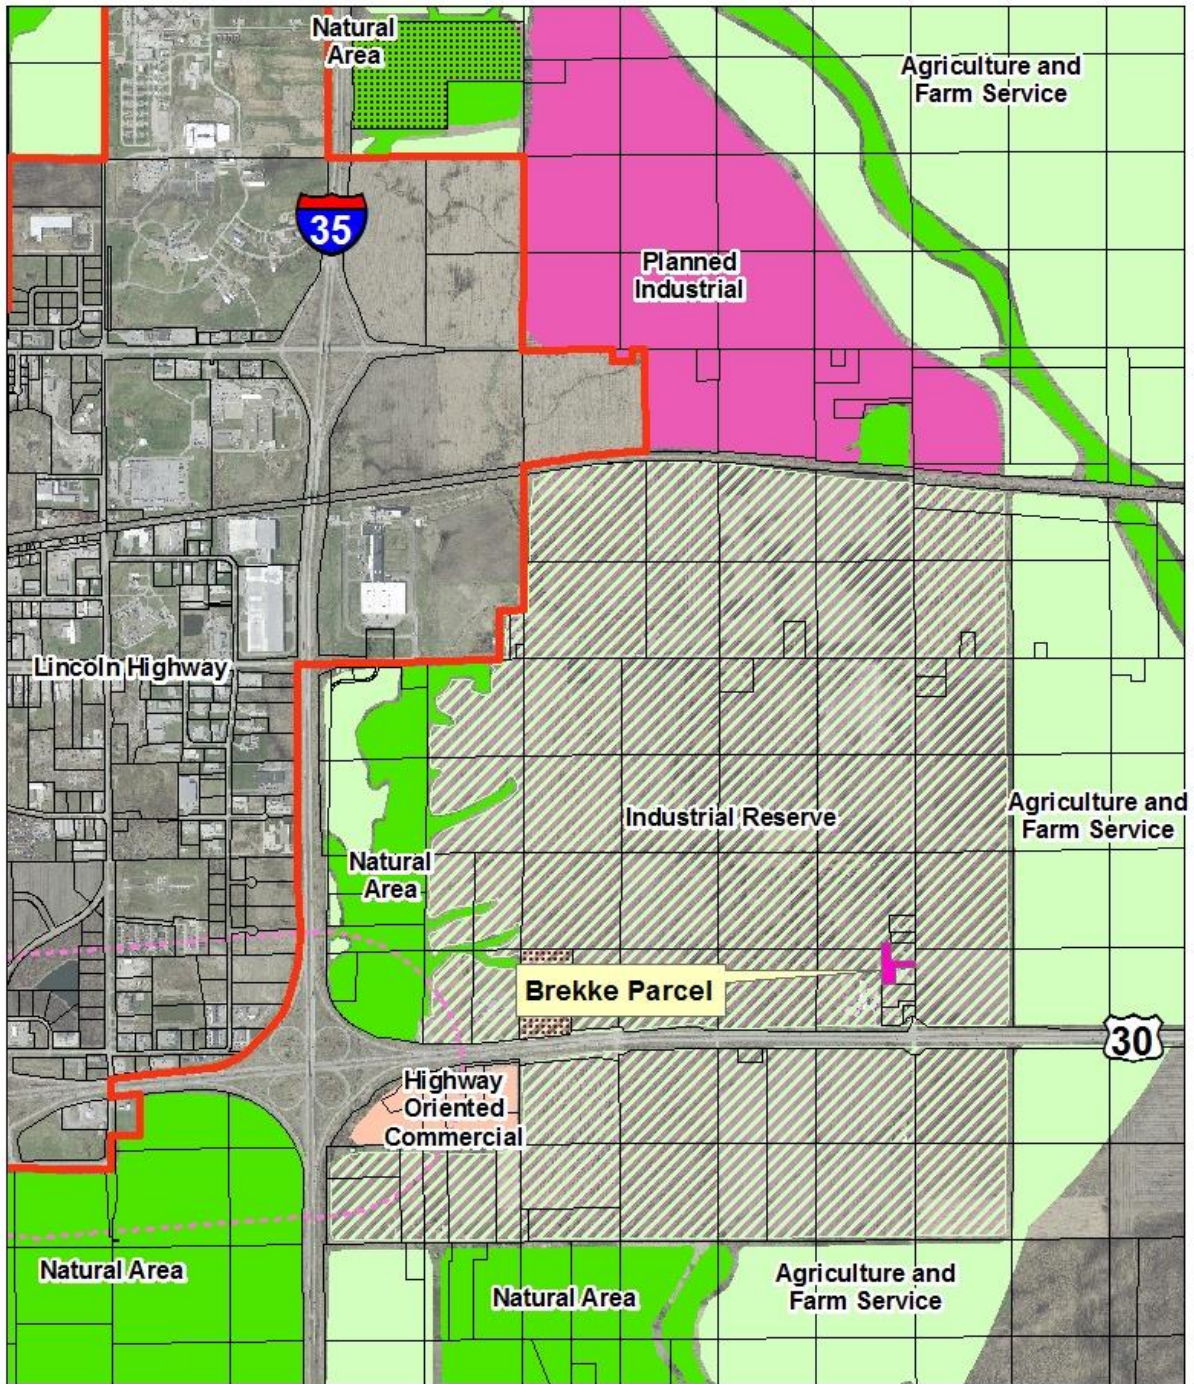 Natural
Area
Agriculture and
Farm Service
35
Planned
Industrial
Lincoln Highway
Industrial Reserve
Agriculture and
Farm Service
Natural
Area
Brekke Parcel
30
Highway
Oriented
Commercial
Natural Area
Agriculture and
Farm Service
Natural Area